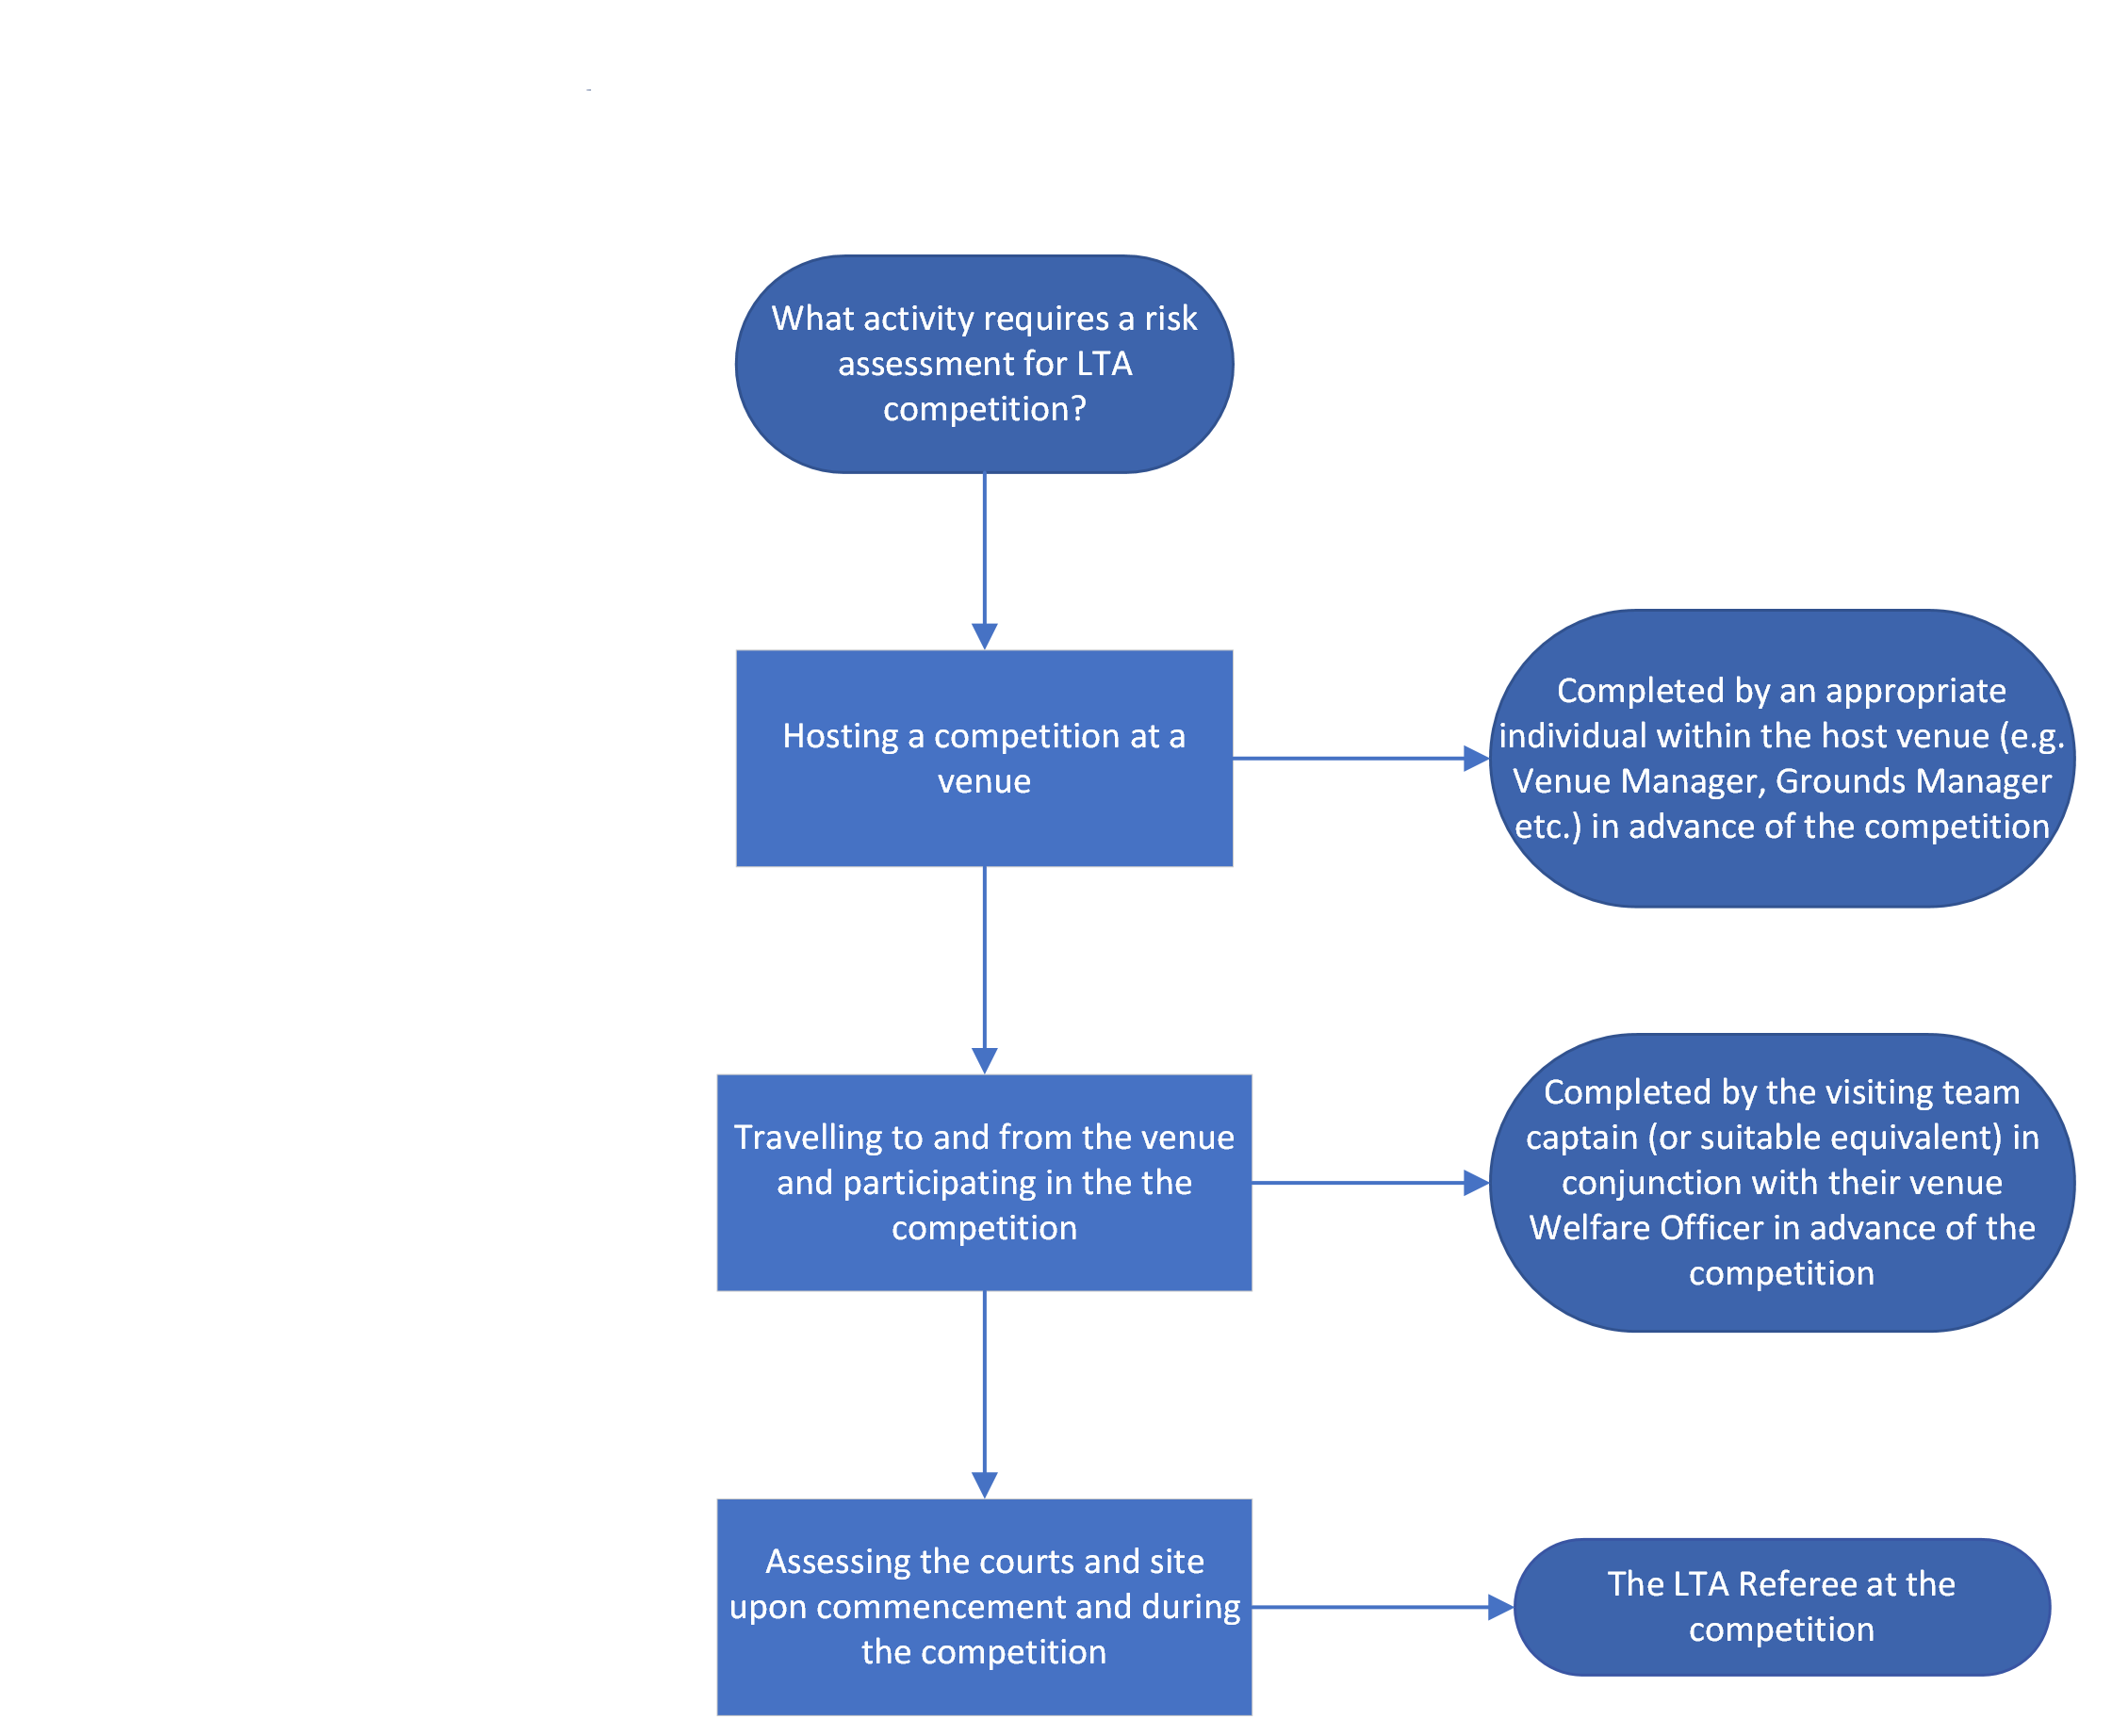 What activity requires a risk
assessment for LTA
competition?
Hosting a competition at a
venue
Completed by an appropriate
individual within the host venue (e.g.
Venue Manager, Grounds Manager
etc.) in advance of the competition
Travelling to and from the venue
and participating in the the
competition
Completed by the visiting team
captain (or suitable equivalent) in
conjunction with their venue
Welfare Officer in advance of the
competition
Assessing the courts and site
upon commencement and during
the competition
The LTA Referee at the
competition